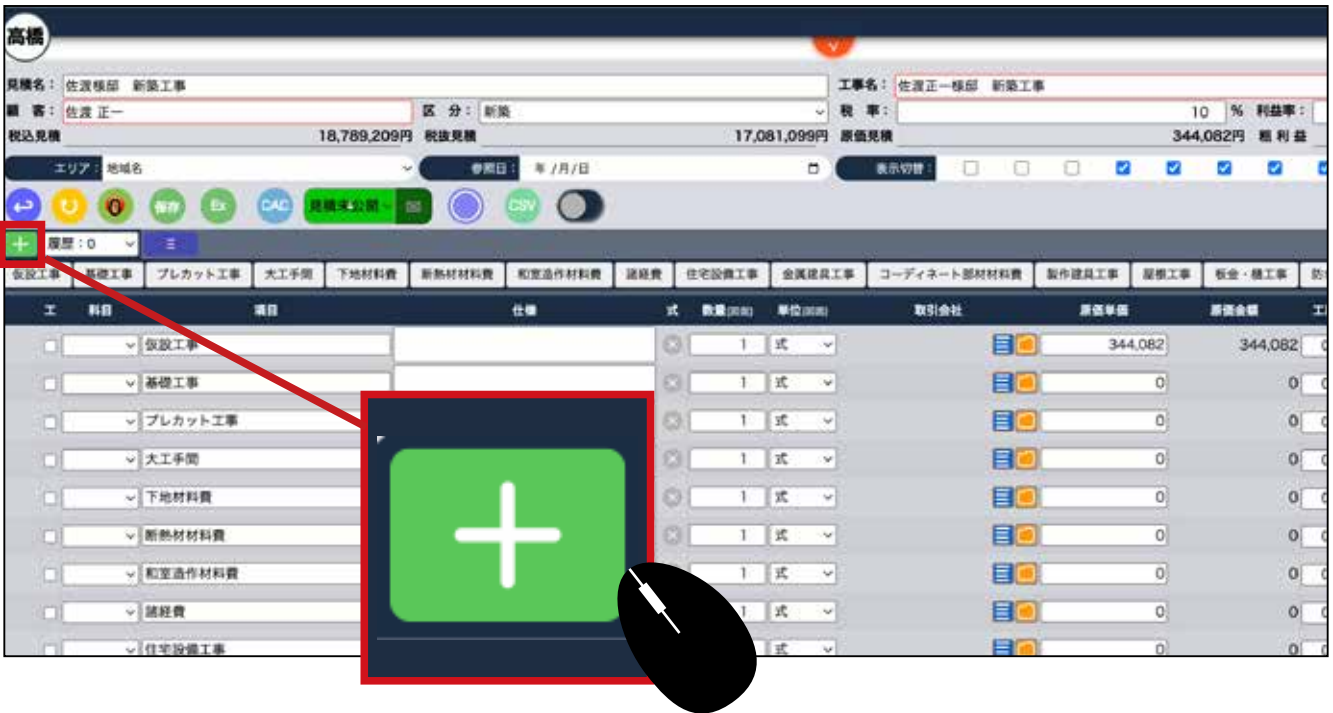 高橋
見積名： 佐渡様邸 新築工事 工事名： 佐渡正一様邸 新築工事
顧 客： 佐渡 正一 区 分： 新築 税 率： 10 % 利益率：
税込見積 18,789,209円 税抜見積 17,081,099円 原価見積 344,082円 粗利益
エリア： 地域名 参照日： 年 /月/日 表示切替：
保存 Ex CAC 見積未公開 CSV
履歴：0
仮設工事 基礎工事 プレカット工事 大工手間 下地材料費 断熱材材料費 和室造作材料費 諸経費 住宅設備工事 金属建具工事 コーディネート部材材料費 製作建具工事 屋根工事 板金・樋工事
工 科目 項目 仕様 式 数量 単位 取引会社 原価単価 原価金額
仮設工事 1 式 344,082 344,082
基礎工事 1 式 0 0
プレカット工事 1 式 0 0
大工手間 1 式 0 0
下地材料費 1 式 0 0
断熱材材料費 1 式 0 0
和室造作材料費 1 式 0 0
諸経費 1 式 0 0
住宅設備工事 式 0 0